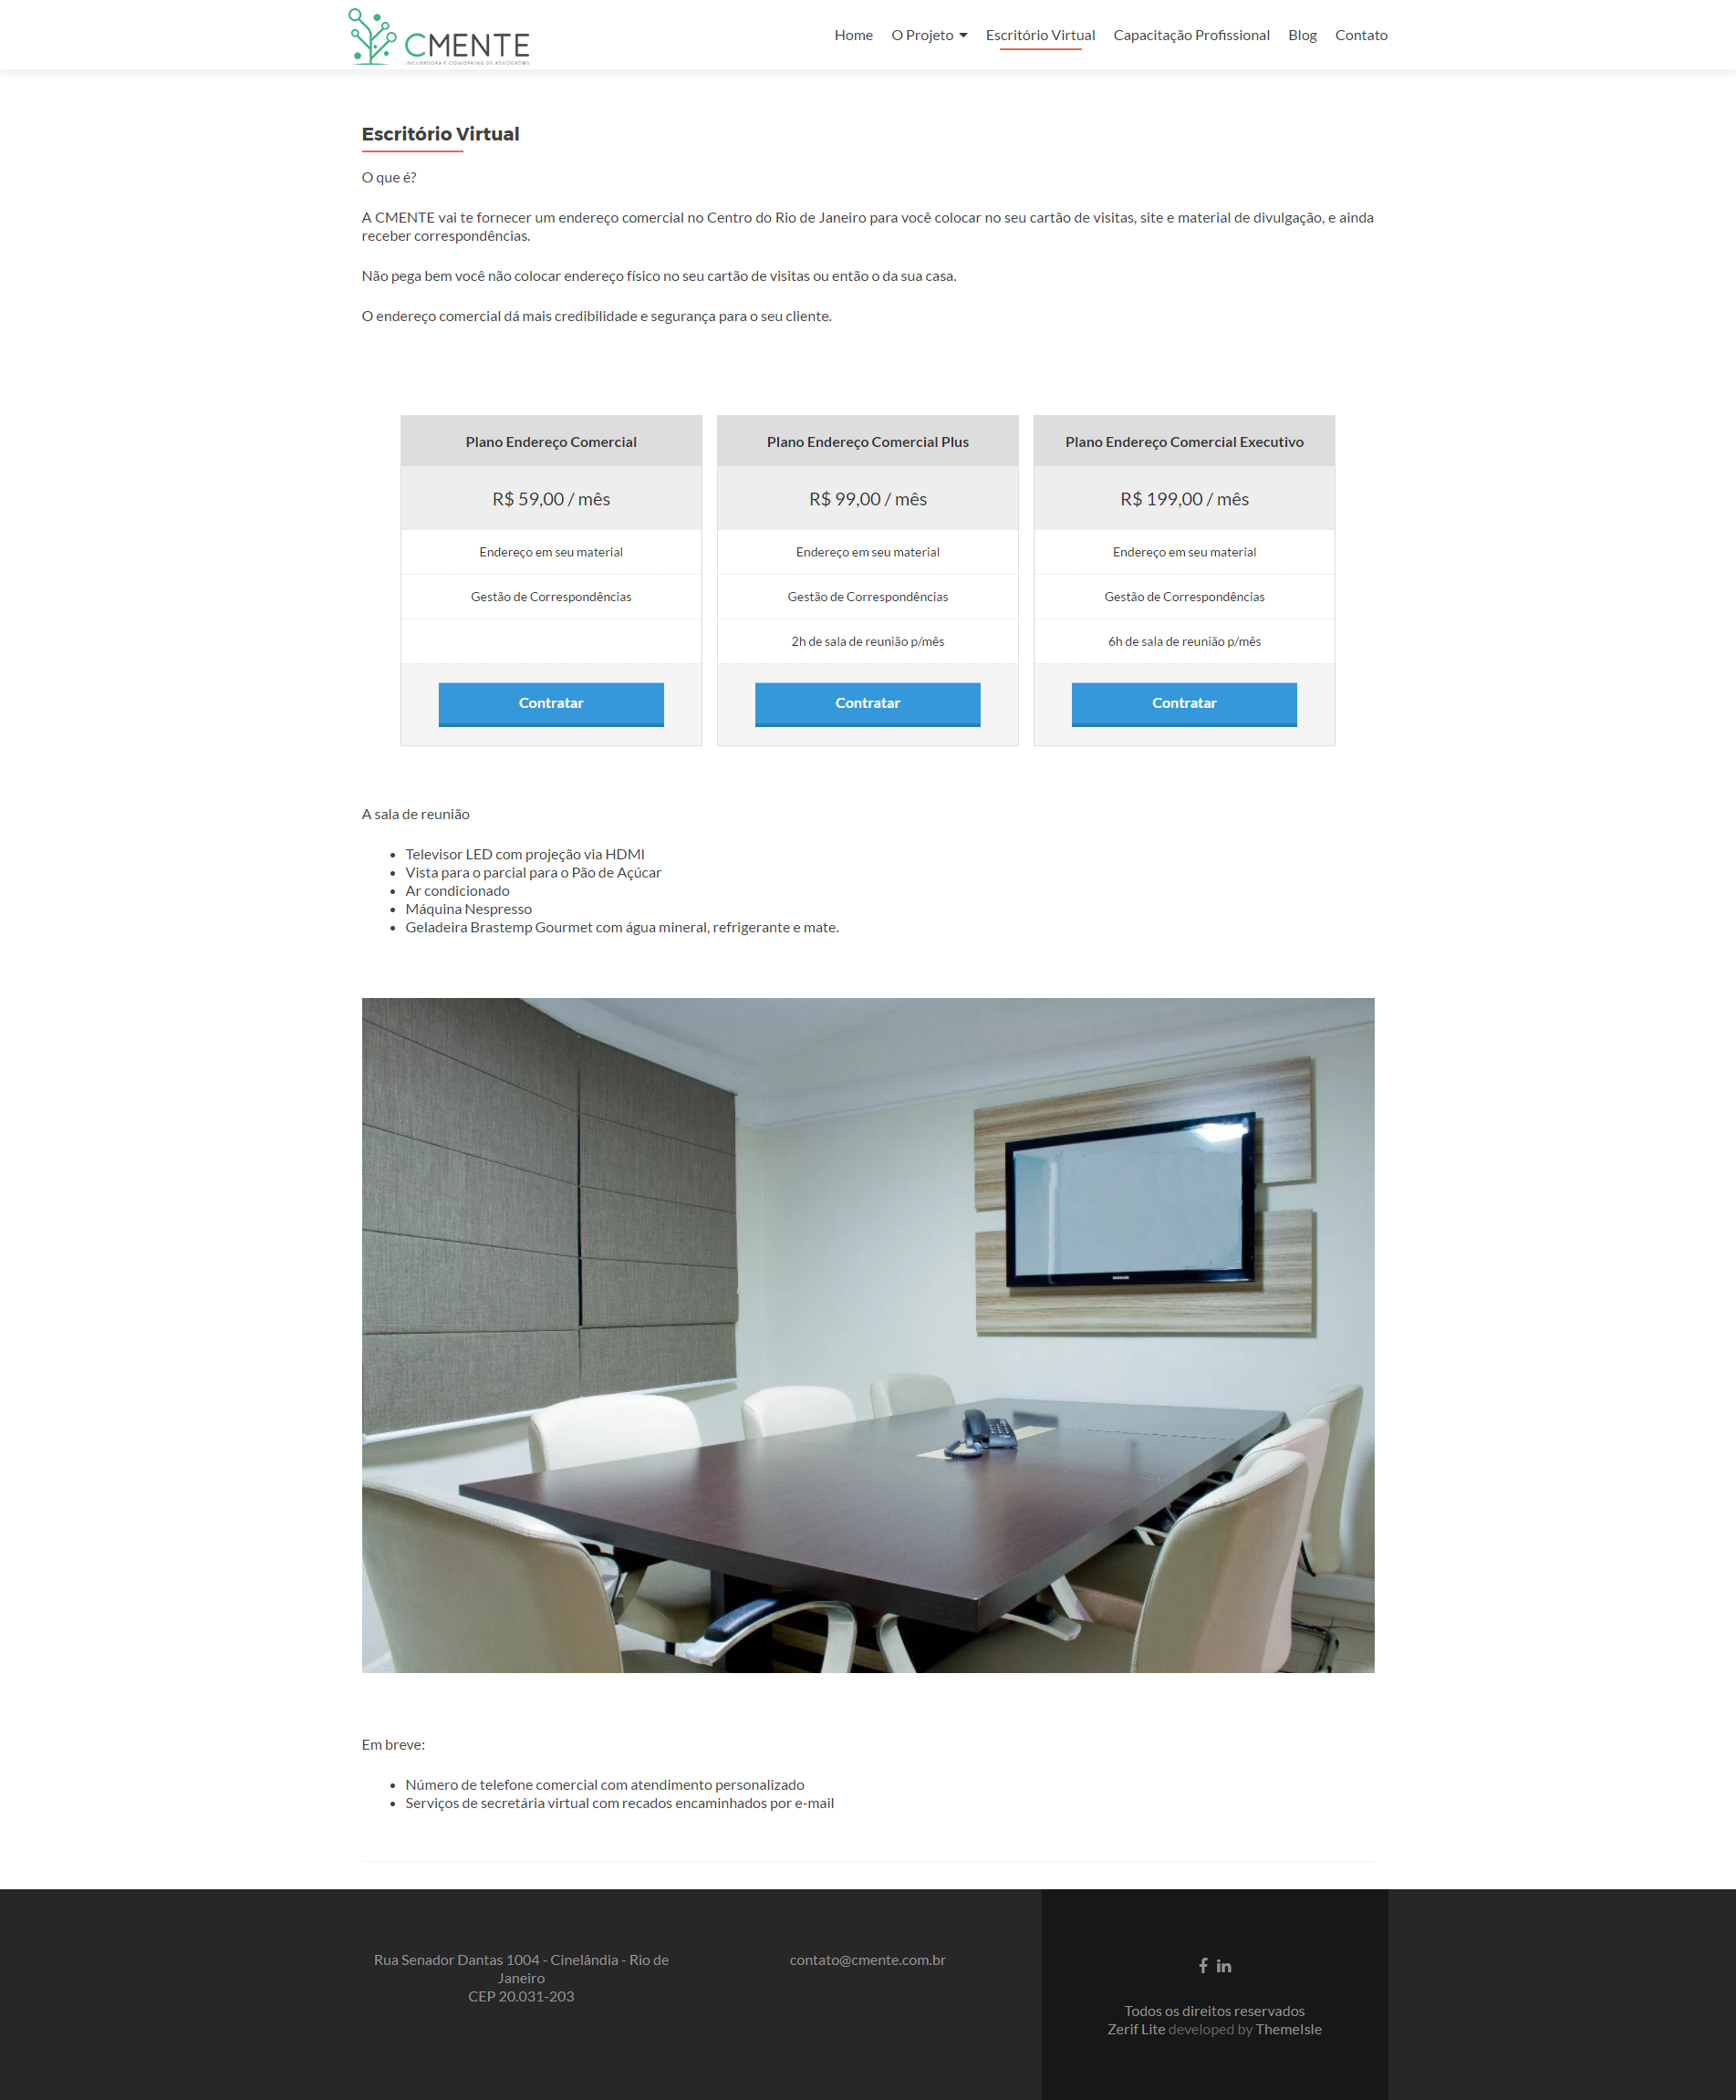 CMENTE
INCUBADORA E COWORKING DE ADVOGAD@S
Home
O Projeto
Escritório Virtual
Capacitação Profissional
Blog
Contato
Escritório Virtual
O que é?
A CMENTE vai te fornecer um endereço comercial no Centro do Rio de Janeiro para você colocar no seu cartão de visitas, site e material de divulgação, e ainda
receber correspondências.
Não pega bem você não colocar endereço físico no seu cartão de visitas ou então o da sua casa.
O endereço comercial dá mais credibilidade e segurança para o seu cliente.
Plano Endereço Comercial
R$ 59,00 / mês
Endereço em seu material
Gestão de Correspondências
Contratar
Plano Endereço Comercial Plus
R$ 99,00 / mês
Endereço em seu material
Gestão de Correspondências
2h de sala de reunião p/mês
Contratar
Plano Endereço Comercial Executivo
R$ 199,00 / mês
Endereço em seu material
Gestão de Correspondências
6h de sala de reunião p/mês
Contratar
A sala de reunião
• Televisor LED com projeção via HDMI
• Vista para o parcial para o Pão de Açúcar
• Ar condicionado
• Máquina Nespresso
• Geladeira Brastemp Gourmet com água mineral, refrigerante e mate.
SAMSUNG
Em breve:
• Número de telefone comercial com atendimento personalizado
• Serviços de secretária virtual com recados encaminhados por e-mail
Rua Senador Dantas 1004 - Cinelândia - Rio de
Janeiro
CEP 20.031-203
contato@cmente.com.br
Todos os direitos reservados
Zerif Lite developed by ThemeIsle